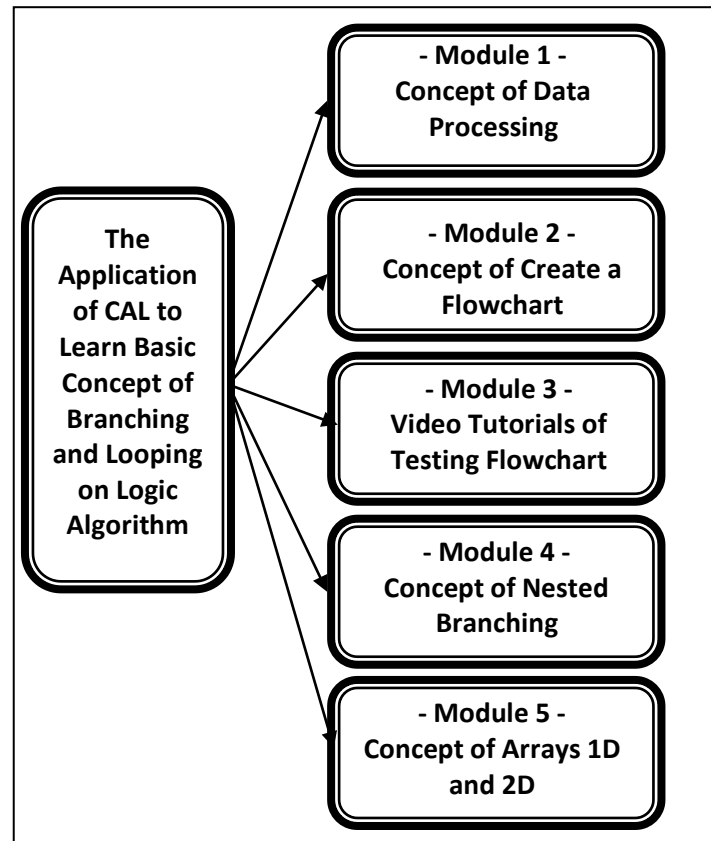 The
Application
of CAL to
Learn Basic
Concept of
Branching
and Looping
on Logic
Algorithm
- Module 1 -
Concept of Data
Processing
- Module 2 -
Concept of Create a
Flowchart
- Module 3 -
Video Tutorials of
Testing Flowchart
- Module 4 -
Concept of Nested
Branching
- Module 5 -
Concept of Arrays 1D
and 2D